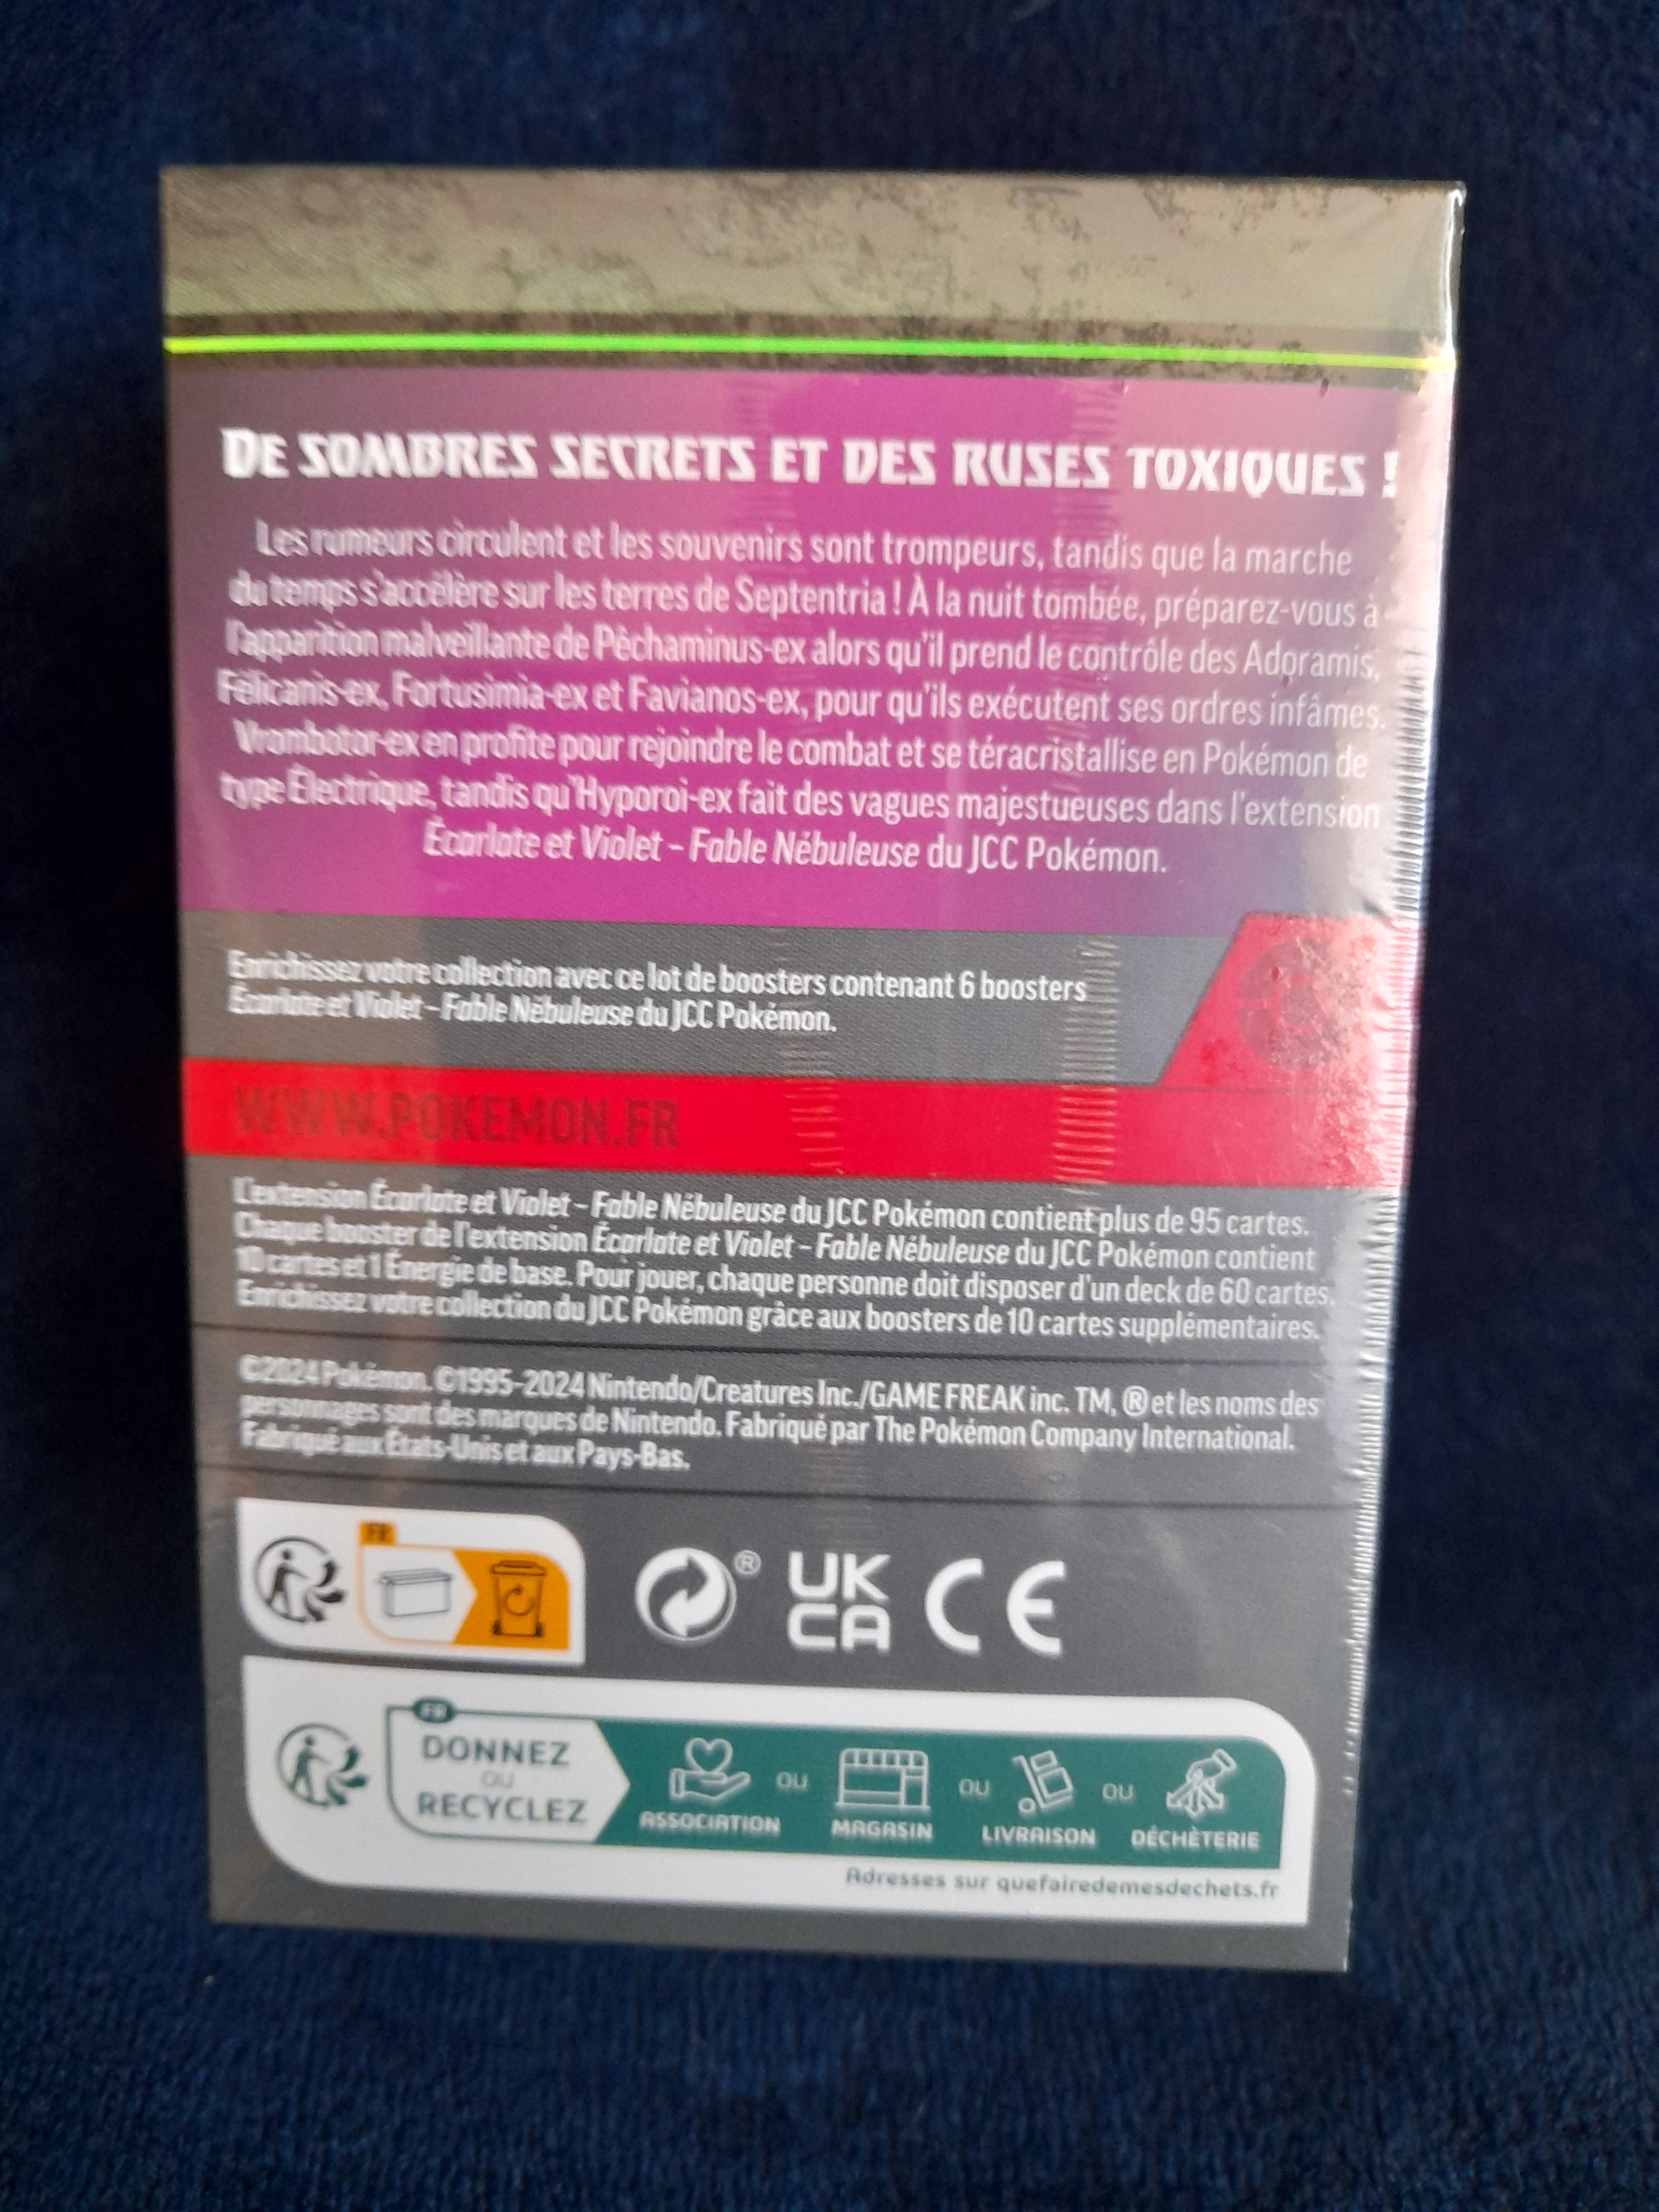 DE SOMBRES SECRETS ET DES RUSES TOXIQUES !
Les rumeurs circulent et les souvenirs sont trompeurs, tandis que la marche
du temps s'accélère sur les terres de Septentria ! À la nuit tombée, préparez-vous à
l'apparition malveillante de Pêchaminus-ex alors qu'il prend le contrôle des Adoramis,
Félicanis-ex, Fortusimia-ex et Favianos-ex, pour qu'ils exécutent ses ordres infâmes.
Vrombotor-ex en profite pour rejoindre le combat et se téracristallise en Pokémon de
type Électrique, tandis qu'Hyporoi-ex fait des vagues majestueuses dans l'extension
Écarlate et Violet – Fable Nébuleuse du JCC Pokémon.
Enrichissez votre collection avec ce lot de boosters contenant 6 boosters
Écarlate et Violet – Fable Nébuleuse du JCC Pokémon.
WWW.POKEMON.FR
L'extension Écarlate et Violet – Fable Nébuleuse du JCC Pokémon contient plus de 95 cartes.
Chaque booster de l'extension Écarlate et Violet – Fable Nébuleuse du JCC Pokémon contient
10 cartes et 1 Énergie de base. Pour jouer, chaque personne doit disposer d'un deck de 60 cartes.
Enrichissez votre collection du JCC Pokémon grâce aux boosters de 10 cartes supplémentaires.
©2024 Pokémon. ©1995–2024 Nintendo/Creatures Inc./GAME FREAK inc. TM, ® et les noms des
personnages sont des marques de Nintendo. Fabriqué par The Pokémon Company International.
Fabriqué aux États-Unis et aux Pays-Bas.
FR
®
UK
CA
CE
FR
DONNEZ
OU
RECYCLEZ
ASSOCIATION
OU
MAGASIN
OU
LIVRAISON
OU
DÉCHÈTERIE
Adresses sur quefairedemesdechets.fr